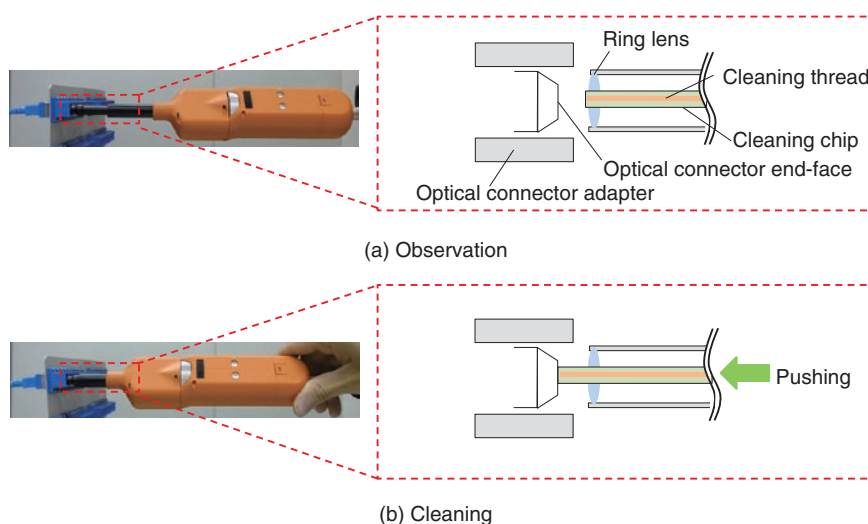 Ring lens
Cleaning thread
Cleaning chip
Optical connector end-face
Optical connector adapter
(a) Observation
Pushing
(b) Cleaning